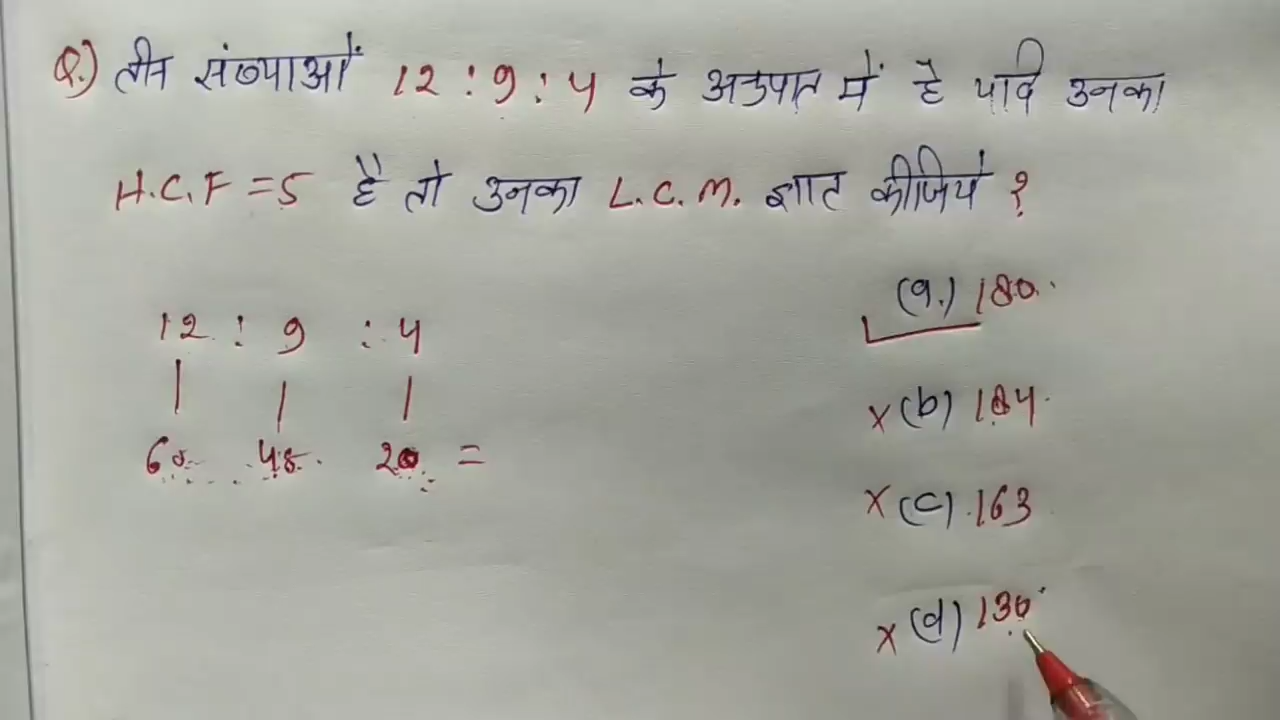 Q.) तीन संख्याओं 12 : 9 : 4 के अनुपात में है यदि उनका
H.C.F = 5 है तो उनका L.C.M. ज्ञाट कीजिये ?
(a.) 180
12 : 9 : 4
x (b) 184
60 45 20 =
x (c) 163
x (d) 130